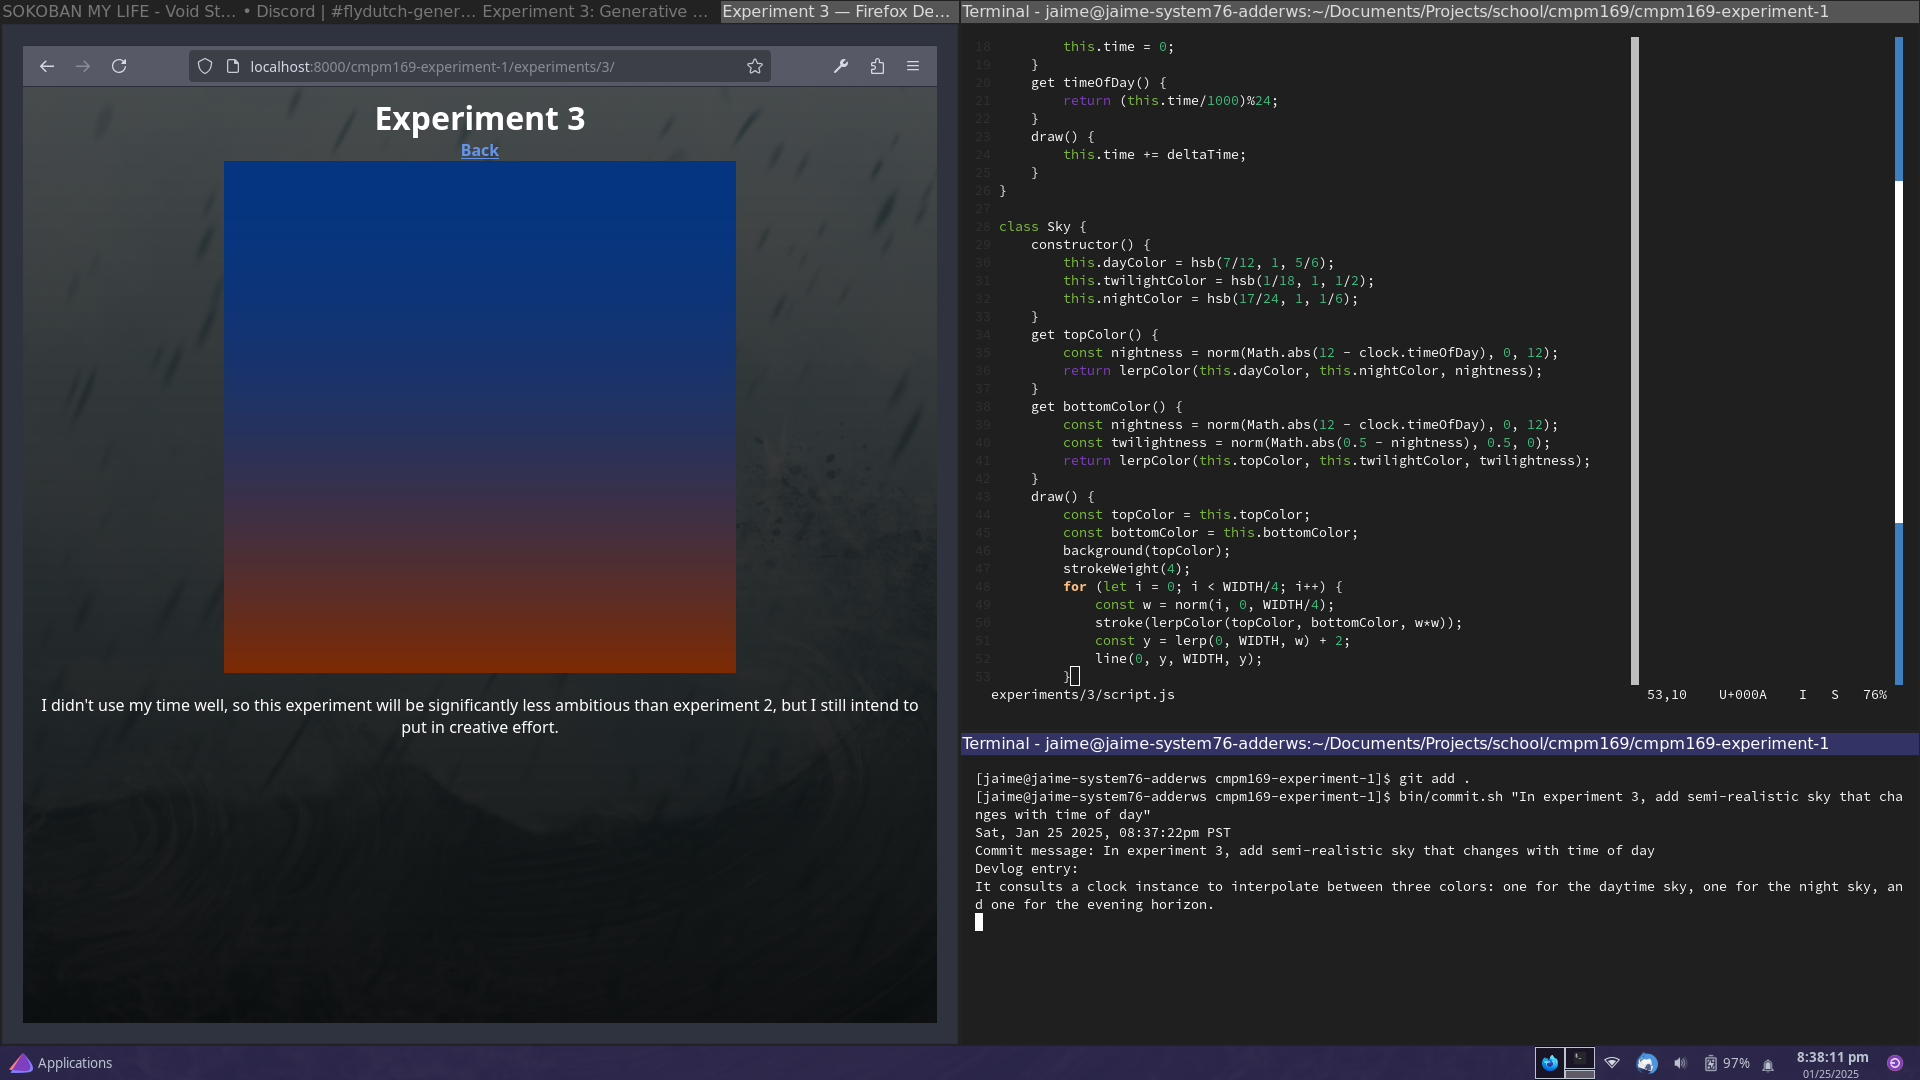 SOKOBAN MY LIFE - Void St... • Discord | #flydutch-gener... Experiment 3: Generative ... Experiment 3 — Firefox De...
localhost:8000/cmpm169-experiment-1/experiments/3/
Experiment 3
Back
I didn't use my time well, so this experiment will be significantly less ambitious than experiment 2, but I still intend to
put in creative effort.
Terminal - jaime@jaime-system76-adderws:~/Documents/Projects/school/cmpm169/cmpm169-experiment-1
18         this.time = 0;
19     }
20     get timeOfDay() {
21         return (this.time/1000)%24;
22     }
23     draw() {
24         this.time += deltaTime;
25     }
26 }
27
28 class Sky {
29     constructor() {
30         this.dayColor = hsb(7/12, 1, 5/6);
31         this.twilightColor = hsb(1/18, 1, 1/2);
32         this.nightColor = hsb(17/24, 1, 1/6);
33     }
34     get topColor() {
35         const nightness = norm(Math.abs(12 - clock.timeOfDay), 0, 12);
36         return lerpColor(this.dayColor, this.nightColor, nightness);
37     }
38     get bottomColor() {
39         const nightness = norm(Math.abs(12 - clock.timeOfDay), 0, 12);
40         const twilightness = norm(Math.abs(0.5 - nightness), 0.5, 0);
41         return lerpColor(this.topColor, this.twilightColor, twilightness);
42     }
43     draw() {
44         const topColor = this.topColor;
45         const bottomColor = this.bottomColor;
46         background(topColor);
47         strokeWeight(4);
48         for (let i = 0; i < WIDTH/4; i++) {
49             const w = norm(i, 0, WIDTH/4);
50             stroke(lerpColor(topColor, bottomColor, w*w));
51             const y = lerp(0, WIDTH, w) + 2;
52             line(0, y, WIDTH, y);
53         }
experiments/3/script.js 53,10 U+000A I S 76%
Terminal - jaime@jaime-system76-adderws:~/Documents/Projects/school/cmpm169/cmpm169-experiment-1
[jaime@jaime-system76-adderws cmpm169-experiment-1]$ git add .
[jaime@jaime-system76-adderws cmpm169-experiment-1]$ bin/commit.sh "In experiment 3, add semi-realistic sky that cha
nges with time of day"
Sat, Jan 25 2025, 08:37:22pm PST
Commit message: In experiment 3, add semi-realistic sky that changes with time of day
Devlog entry:
It consults a clock instance to interpolate between three colors: one for the daytime sky, one for the night sky, an
d one for the evening horizon.
Applications
97%
8:38:11 pm
01/25/2025